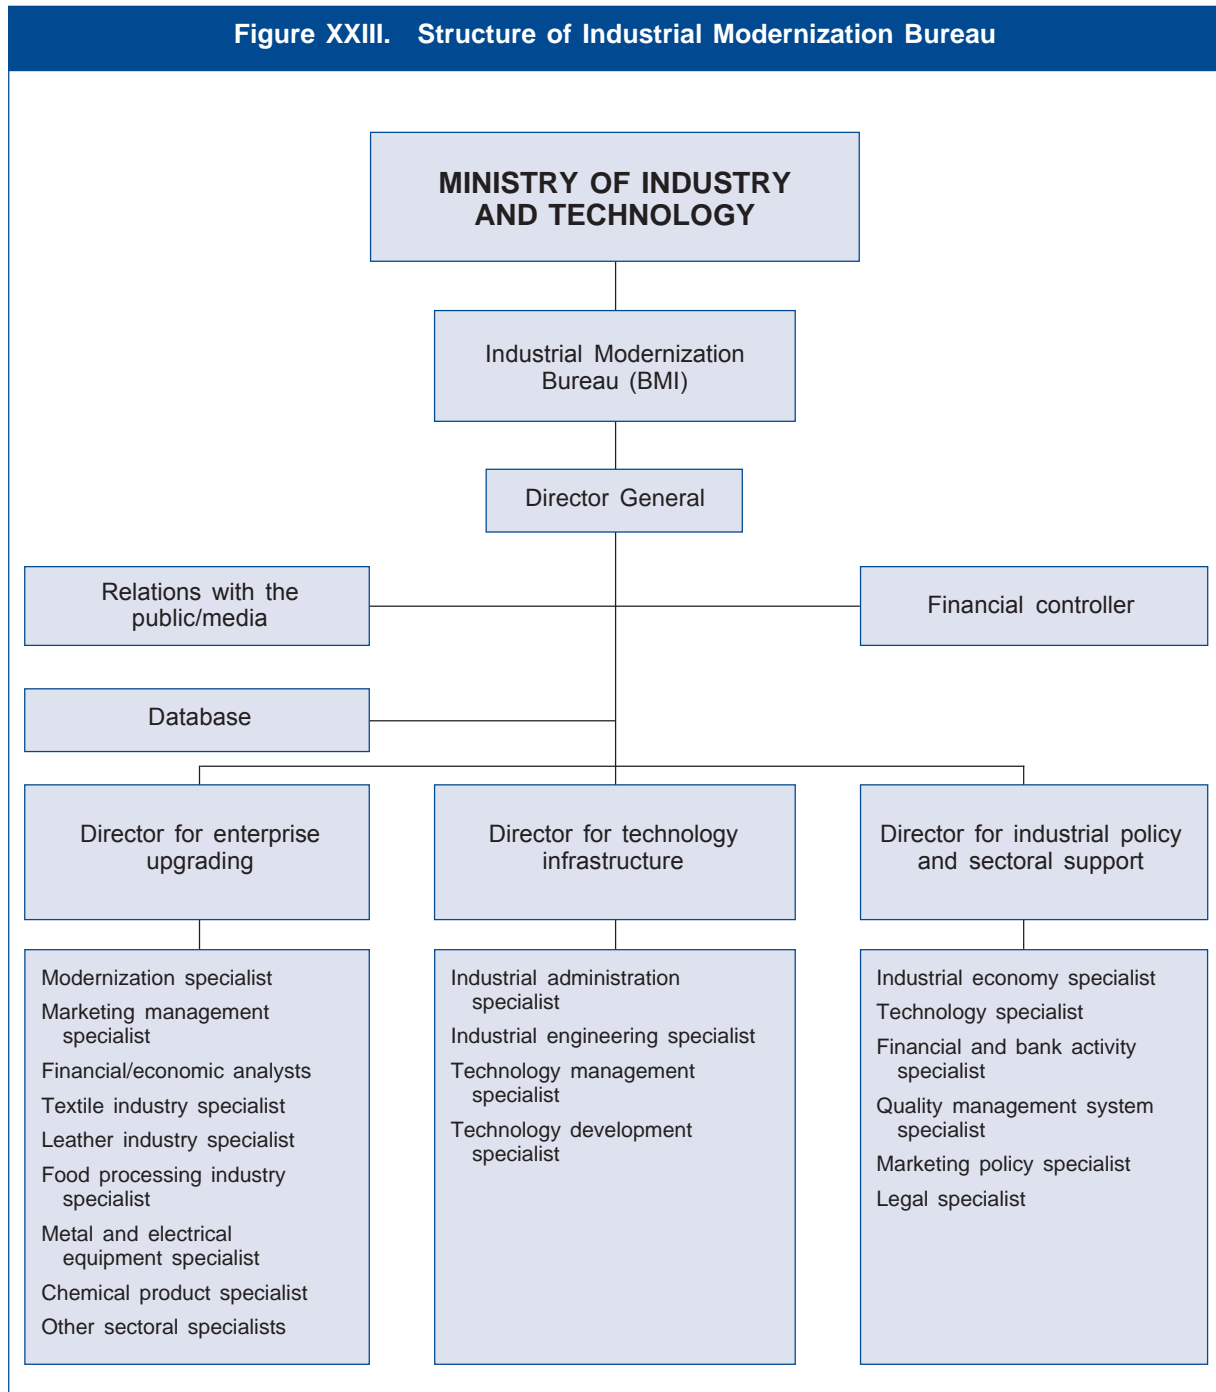 Figure XXIII. Structure of Industrial Modernization Bureau
MINISTRY OF INDUSTRY
AND TECHNOLOGY
Industrial Modernization
Bureau (BMI)
Director General
Relations with the
public/media
Financial controller
Database
Director for enterprise
upgrading
Director for technology
infrastructure
Director for industrial policy
and sectoral support
Modernization specialist
Marketing management
specialist
Financial/economic analysts
Textile industry specialist
Leather industry specialist
Food processing industry
specialist
Metal and electrical
equipment specialist
Chemical product specialist
Other sectoral specialists
Industrial administration
specialist
Industrial engineering specialist
Technology management
specialist
Technology development
specialist
Industrial economy specialist
Technology specialist
Financial and bank activity
specialist
Quality management system
specialist
Marketing policy specialist
Legal specialist